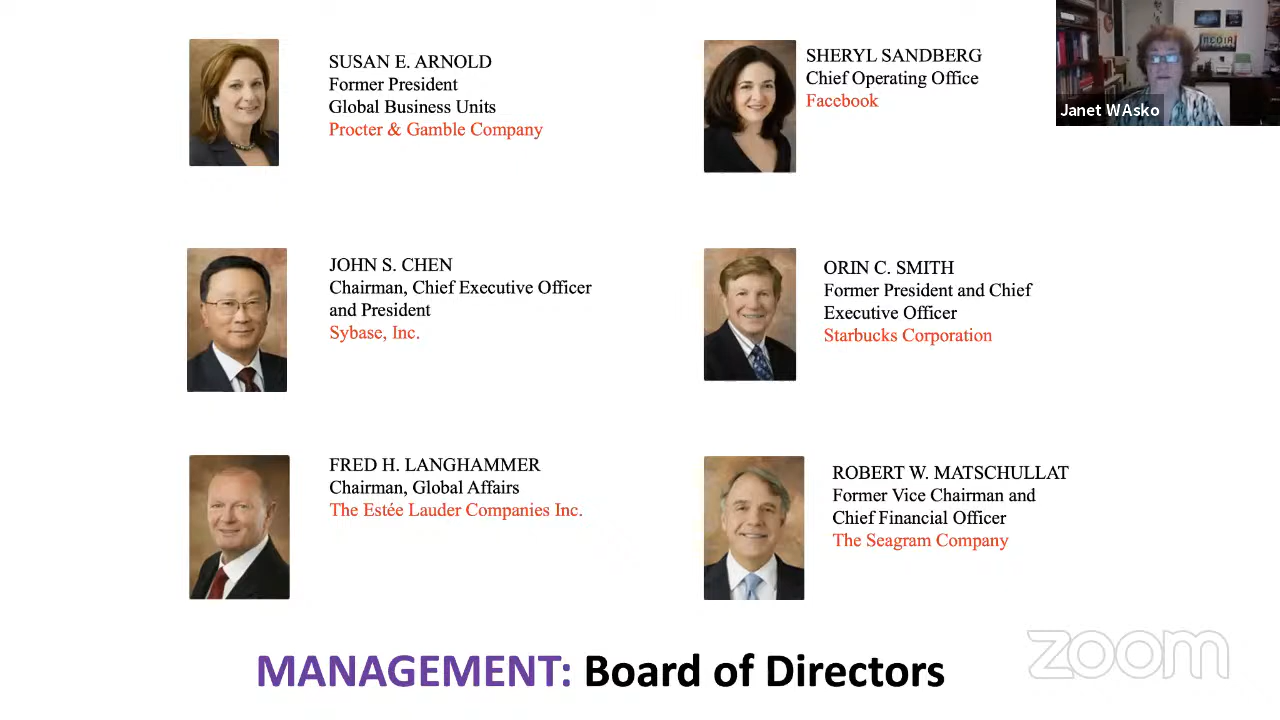 SUSAN E. ARNOLD
Former President
Global Business Units
Procter & Gamble Company
SHERYL SANDBERG
Chief Operating Office
Facebook
MEDIA
Janet WAsko
JOHN S. CHEN
Chairman, Chief Executive Officer
and President
Sybase, Inc.
ORIN C. SMITH
Former President and Chief
Executive Officer
Starbucks Corporation
FRED H. LANGHAMMER
Chairman, Global Affairs
The Estée Lauder Companies Inc.
ROBERT W. MATSCHULLAT
Former Vice Chairman and
Chief Financial Officer
The Seagram Company
MANAGEMENT: Board of Directors
zoom